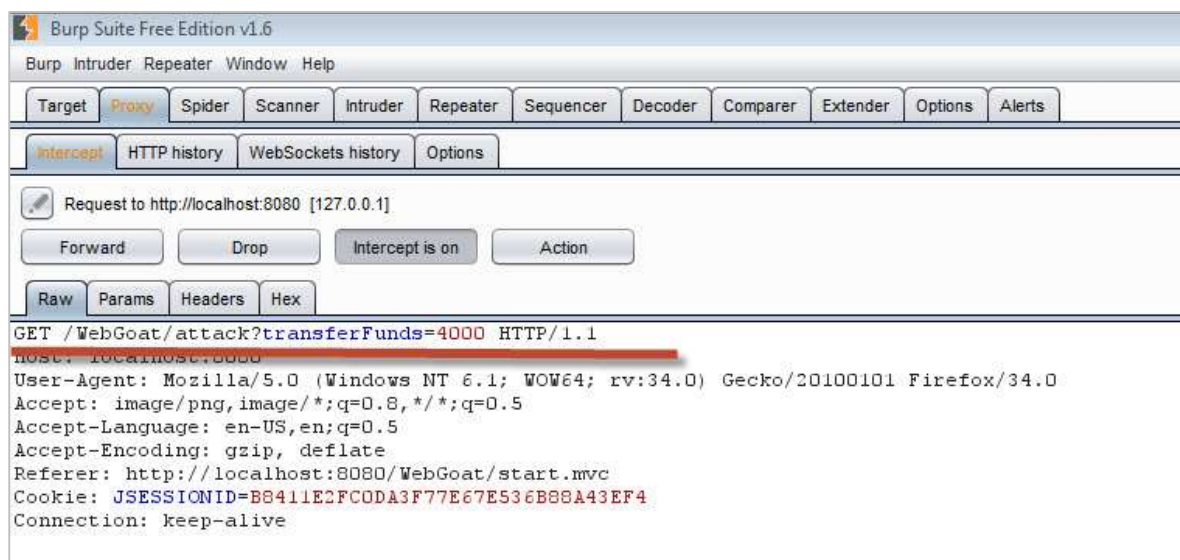 Burp Suite Free Edition v1.6
Burp Intruder Repeater Window Help
Target Proxy Spider Scanner Intruder Repeater Sequencer Decoder Comparer Extender Options Alerts
Intercept HTTP history WebSockets history Options
Request to http://localhost:8080 [127.0.0.1]
Forward Drop Intercept is on Action
Raw Params Headers Hex
GET /WebGoat/attack?transferFunds=4000 HTTP/1.1
Host: localhost:8080
User-Agent: Mozilla/5.0 (Windows NT 6.1; WOW64; rv:34.0) Gecko/20100101 Firefox/34.0
Accept: image/png,image/*;q=0.8,*/*;q=0.5
Accept-Language: en-US,en;q=0.5
Accept-Encoding: gzip, deflate
Referer: http://localhost:8080/WebGoat/start.mvc
Cookie: JSESSIONID=B8411E2FC0DA3F77E67E536B88A43EF4
Connection: keep-alive